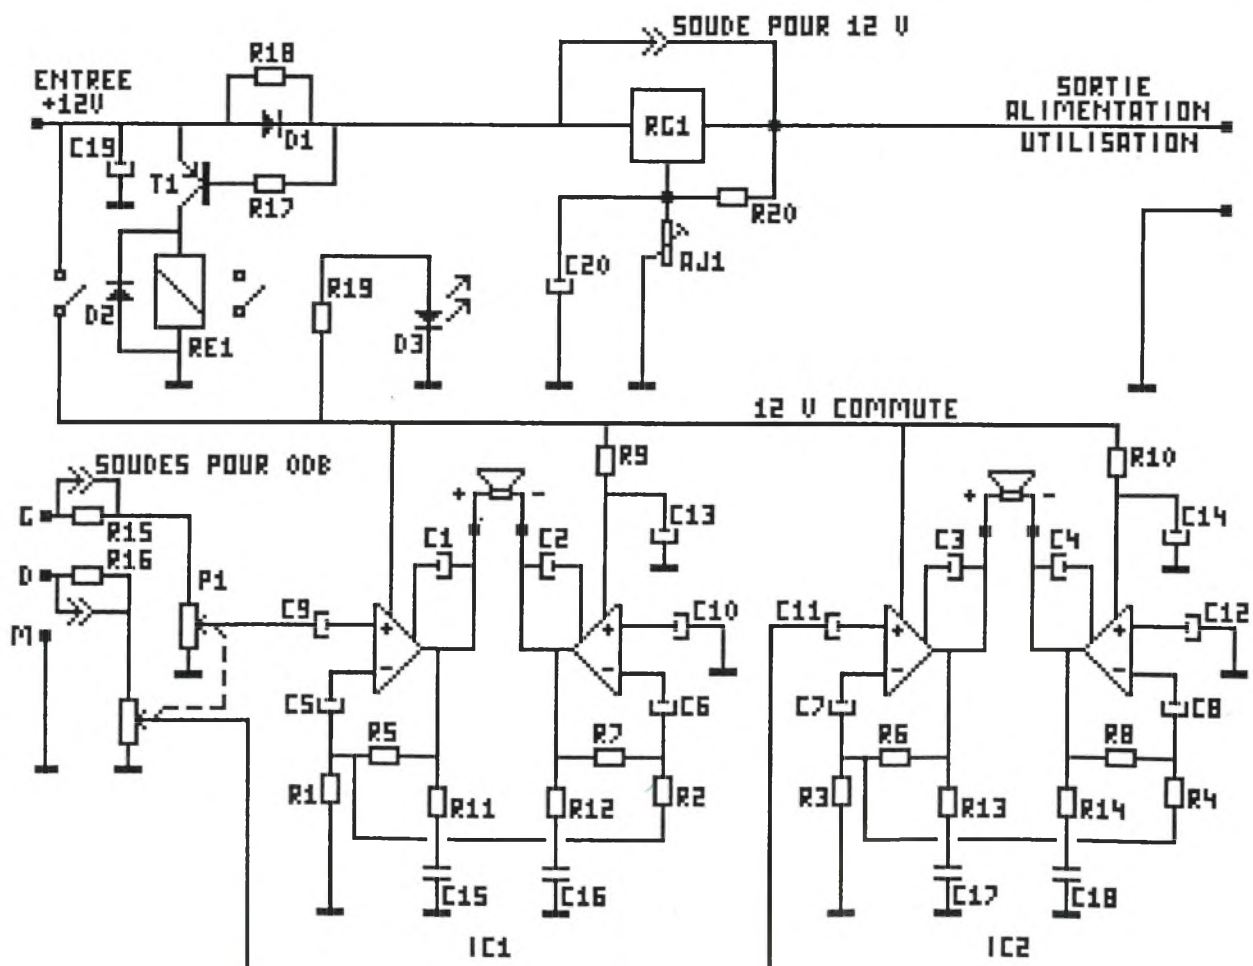 SOUDE POUR 12 V
R18
ENTREE
+12V
SORTIE
ALIMENTATION
UTILISATION
C19
D1
RG1
T1
R17
R20
C20
AJ1
R19
D2
RE1
D3
12 V COMMUTE
SOUDES POUR 0DB
R9
R10
+ -
+ -
G
R15
C1
C2
C13
C3
C4
C14
R16
D
P1
M
C9
+
+
C10
C11
+
+
C12
-
-
-
-
C5
C6
C7
C8
R5
R7
R6
R8
R1
R11
R12
R2
R3
R13
R14
R4
C15
C16
C17
C18
IC1
IC2